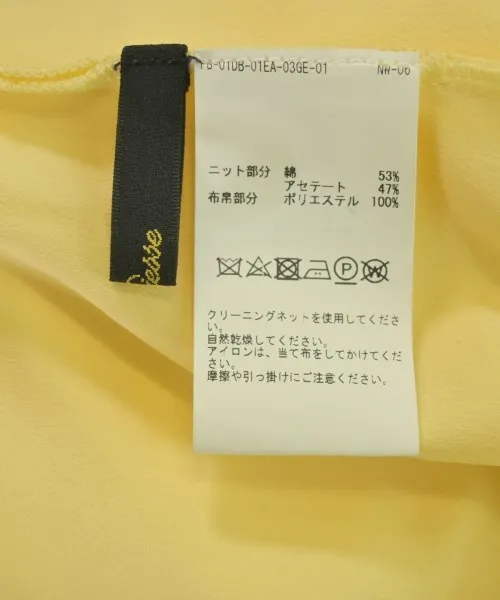 FB-01DB-01EA-03GE-01 NW-06
ニット部分 綿 53%
アセテート 47%
布帛部分 ポリエステル 100%
P W
クリーニングネットを使用してくださ
い。
自然乾燥してください。
アイロンは、当て布をしてかけてくだ
さい。
摩擦や引っ掛けにご注意ください。